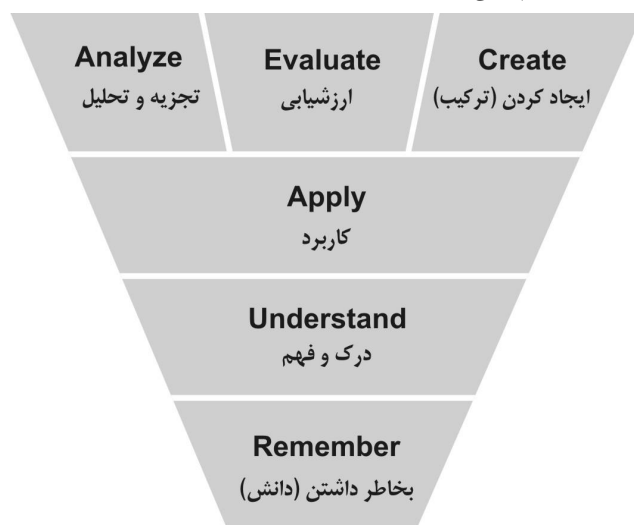 Analyze
تجزیه و تحلیل
Evaluate
ارزشیابی
Create
ایجاد کردن (ترکیب)
Apply
کاربرد
Understand
درک و فهم
Remember
بخاطر داشتن (دانش)